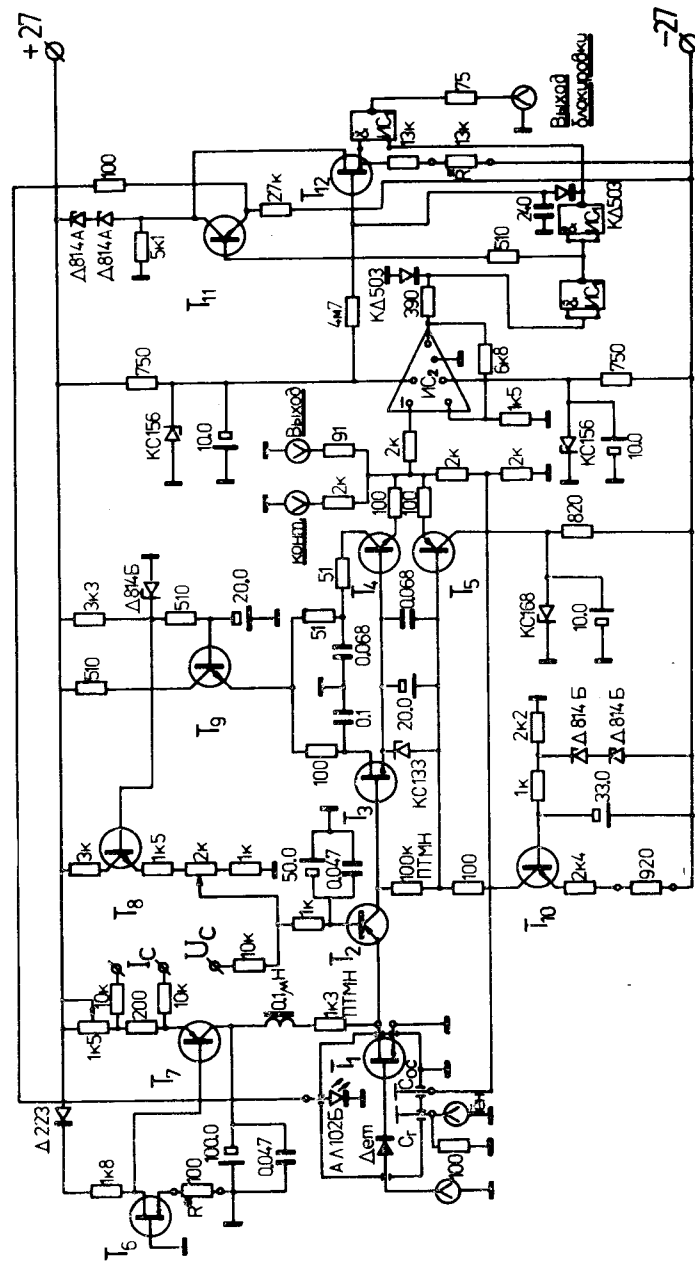 +27
Д223
1к5
10к
Iс
200
10к
3к
T8
1к5
2к
1к
Uс
10к
510
3к3
Д814Б
510
20.0
T9
750
КС156
10.0
Д814А
Д814А
5к1
100
T11
27к
T12
1к8
T6
R*
100
T7
100.0
0.047
0.1мН
1к3
ПТМН
1к
50.0
0.047
T2
T3
100
0.1
0.068
51
51
T4
КС133
20.0
0.068
T5
100
100
конт.
Выход
2к
91
2к
2к
2к
4м7
КД503
390
ИС2
6к8
1к5
510
240
КД503
&
ИС1
&
ИС1
&
ИС1
13к
13к
R*
75
Выход
блокировки
АЛ102Б
T1
Дет
Cг
Cос
100
100к
ПТМН
100
T10
1к
2к2
Д814Б
Д814Б
33.0
2к4
920
КС168
10.0
820
КС156
10.0
750
−27